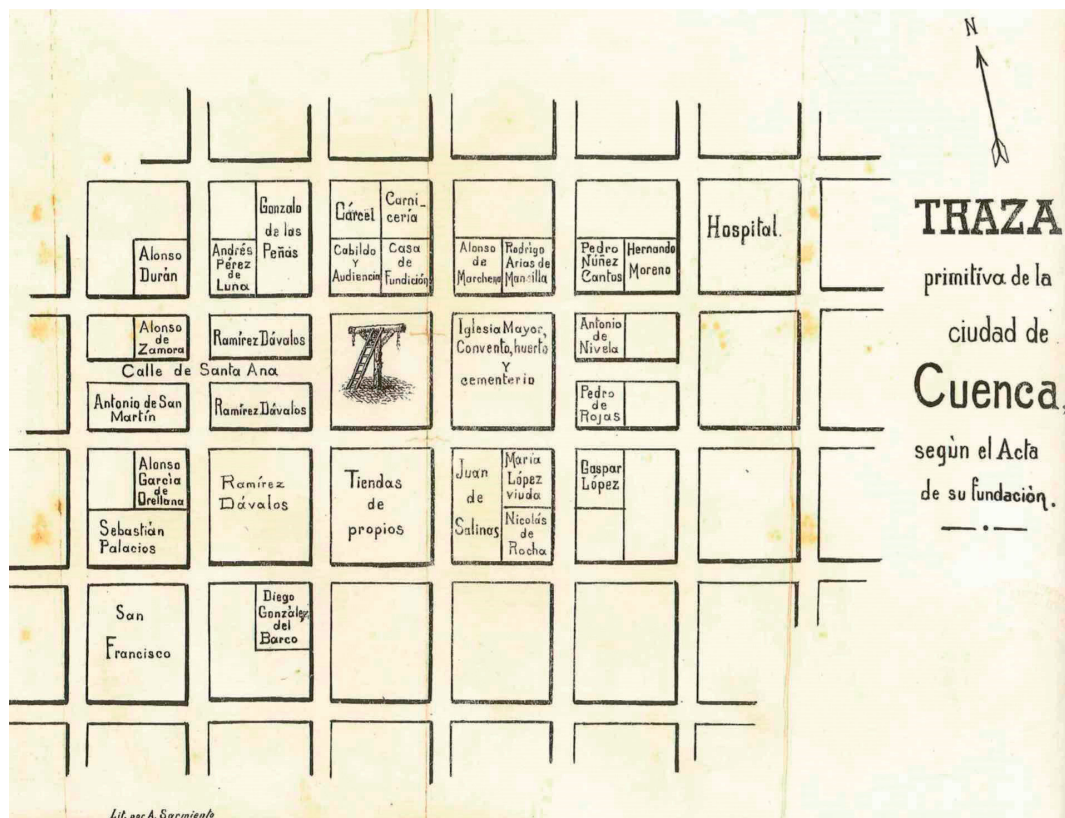 N
TRAZA
primitiva de la
ciudad de
Cuenca,
según el Acta
de su fundación.
Alonso
Durán
Andrés
Pérez
de
Luna
Gonzalo
de las
Peñas
Cárcel
Carni_
cería
Cabildo
Y
Audiencia
Casa
de
Fundición
Alonso
de
Marchena
Rodrigo
Arias de
Mansilla
Pedro
Núñez
Cantos
Hernando
Moreno
Hospital.
Alonso
de
Zamora
Ramírez Dávalos
Iglesia Mayor,
Convento, huerto
Y
cementerio
Antonio
de
Nivela
Calle de Santa Ana
Antonio de San
Martín
Ramírez Dávalos
Pedro
de
Rojas
Alonso
García
de
Orellana
Sebastián
Palacios
Ramírez
Dávalos
Tiendas
de
propios
Juan
de
Salinas
María
López
viuda
Nicolás
de
Rocha
Gaspar
López
San
Francisco
Diego
González
del
Barco
Lit. por A. Sarmiento